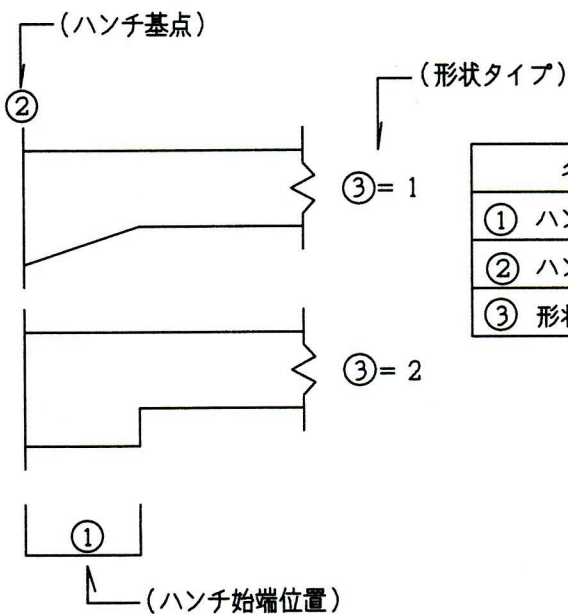 (ハンチ基点)
②
(形状タイプ)
③= 1
③= 2
①
(ハンチ始端位置)
① ハン
② ハン
③ 形